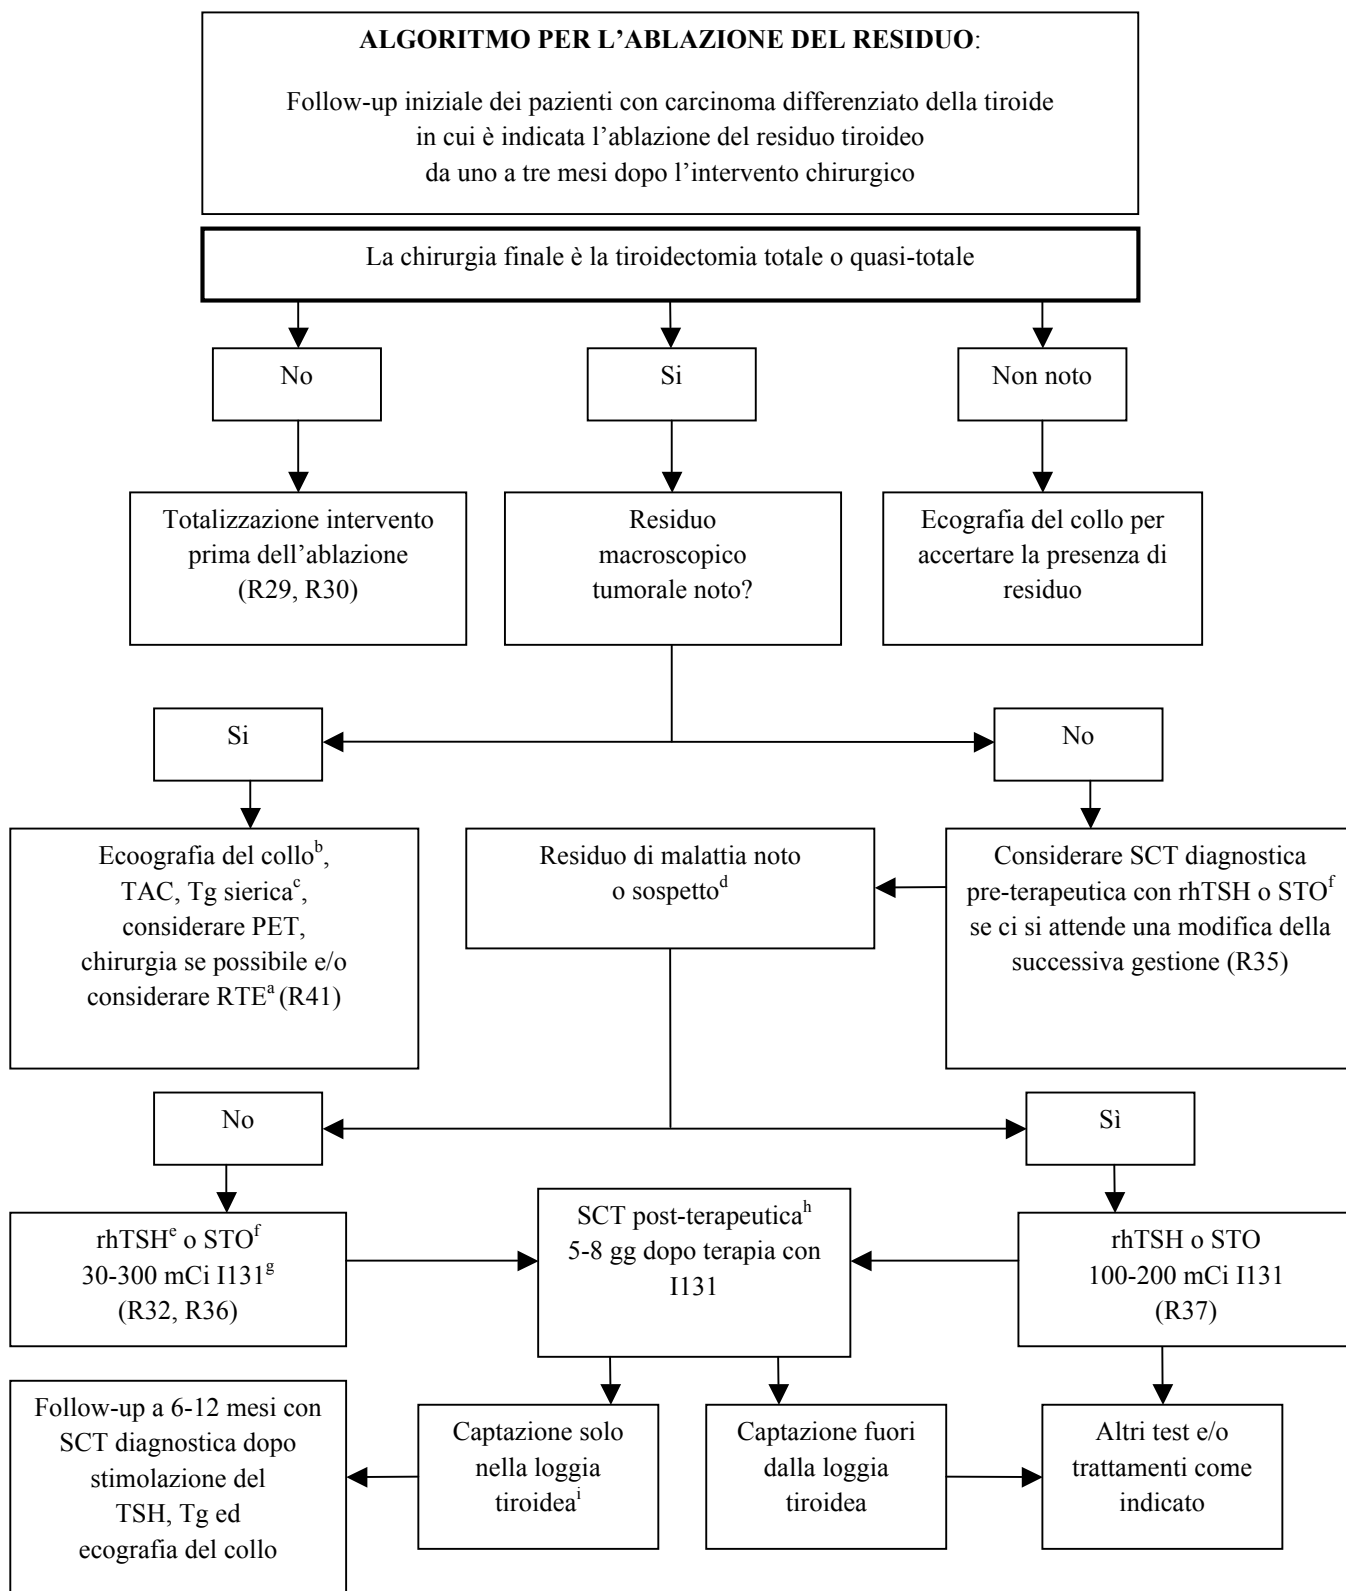 ALGORITMO PER L’ABLAZIONE DEL RESIDUO:
Follow-up iniziale dei pazienti con carcinoma differenziato della tiroide
in cui è indicata l’ablazione del residuo tiroideo
da uno a tre mesi dopo l’intervento chirurgico
La chirurgia finale è la tiroidectomia totale o quasi-totale
No
Si
Non noto
Totalizzazione intervento
prima dell’ablazione
(R29, R30)
Residuo
macroscopico
tumorale noto?
Ecografia del collo per
accertare la presenza di
residuo
Si
No
Ecoografia del collo^b,
TAC, Tg sierica^c,
considerare PET,
chirurgia se possibile e/o
considerare RTE^a (R41)
Residuo di malattia noto
o sospetto^d
Considerare SCT diagnostica
pre-terapeutica con rhTSH o STO^f
se ci si attende una modifica della
successiva gestione (R35)
No
Sì
rhTSH^e o STO^f
30-300 mCi I131^g
(R32, R36)
SCT post-terapeutica^h
5-8 gg dopo terapia con
I131
rhTSH o STO
100-200 mCi I131
(R37)
Follow-up a 6-12 mesi con
SCT diagnostica dopo
stimolazione del
TSH, Tg ed
ecografia del collo
Captazione solo
nella loggia
tiroidea^i
Captazione fuori
dalla loggia
tiroidea
Altri test e/o
trattamenti come
indicato